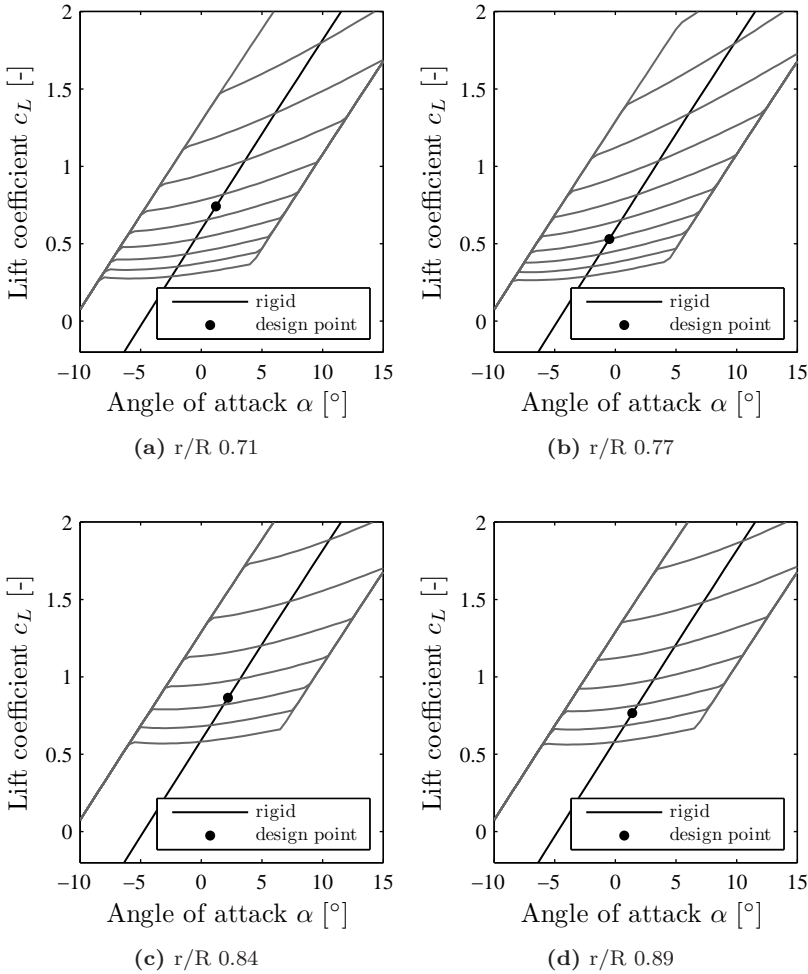 2
1.5
1
0.5
0
Lift coefficient c_L [-]
rigid
design point
−10 −5 0 5 10 15
Angle of attack α [°]
(a) r/R 0.71
2
1.5
1
0.5
0
Lift coefficient c_L [-]
rigid
design point
−10 −5 0 5 10 15
Angle of attack α [°]
(b) r/R 0.77
2
1.5
1
0.5
0
Lift coefficient c_L [-]
rigid
design point
−10 −5 0 5 10 15
Angle of attack α [°]
(c) r/R 0.84
2
1.5
1
0.5
0
Lift coefficient c_L [-]
rigid
design point
−10 −5 0 5 10 15
Angle of attack α [°]
(d) r/R 0.89